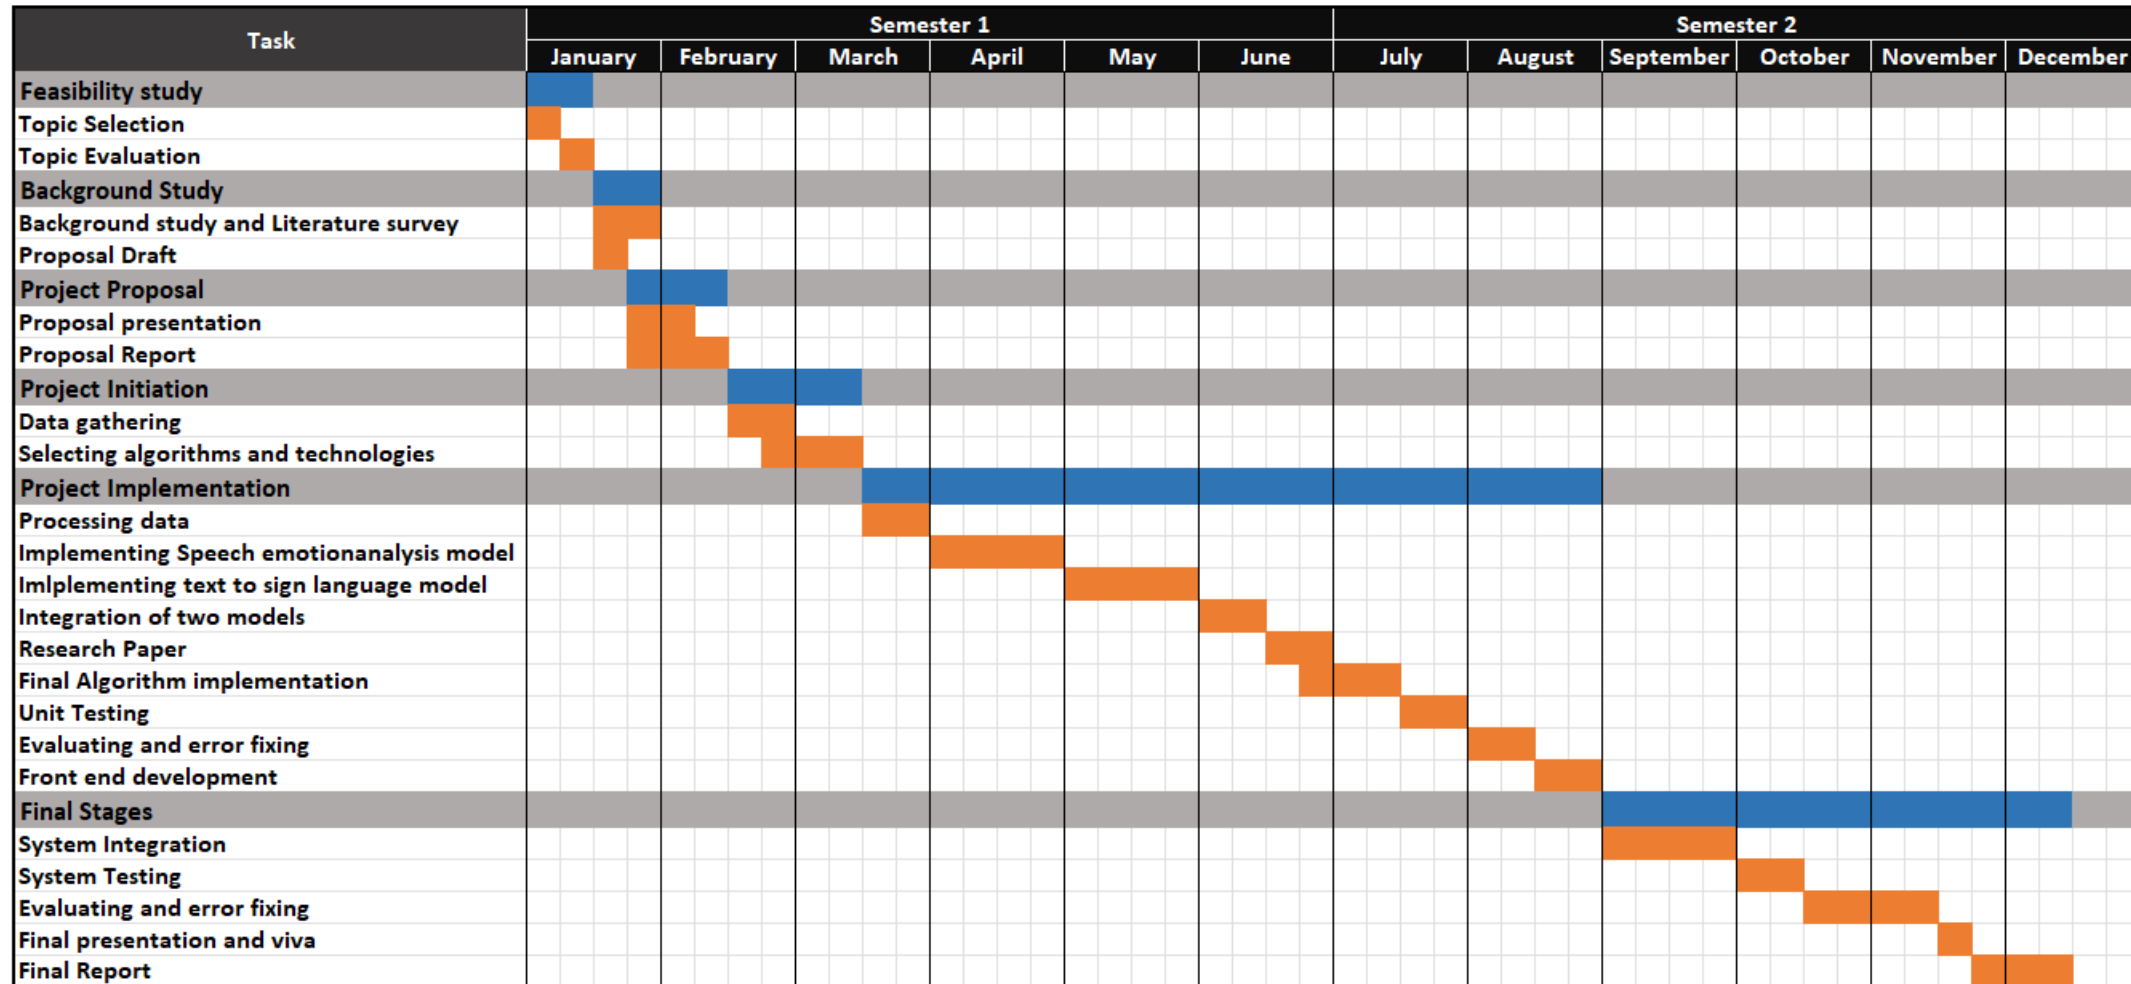 Task
Semester 1
Semester 2
January
February
March
April
May
June
July
August
September
October
November
December
Feasibility study
Topic Selection
Topic Evaluation
Background Study
Background study and Literature survey
Proposal Draft
Project Proposal
Proposal presentation
Proposal Report
Project Initiation
Data gathering
Selecting algorithms and technologies
Project Implementation
Processing data
Implementing Speech emotionanalysis model
Imlplementing text to sign language model
Integration of two models
Research Paper
Final Algorithm implementation
Unit Testing
Evaluating and error fixing
Front end development
Final Stages
System Integration
System Testing
Evaluating and error fixing
Final presentation and viva
Final Report